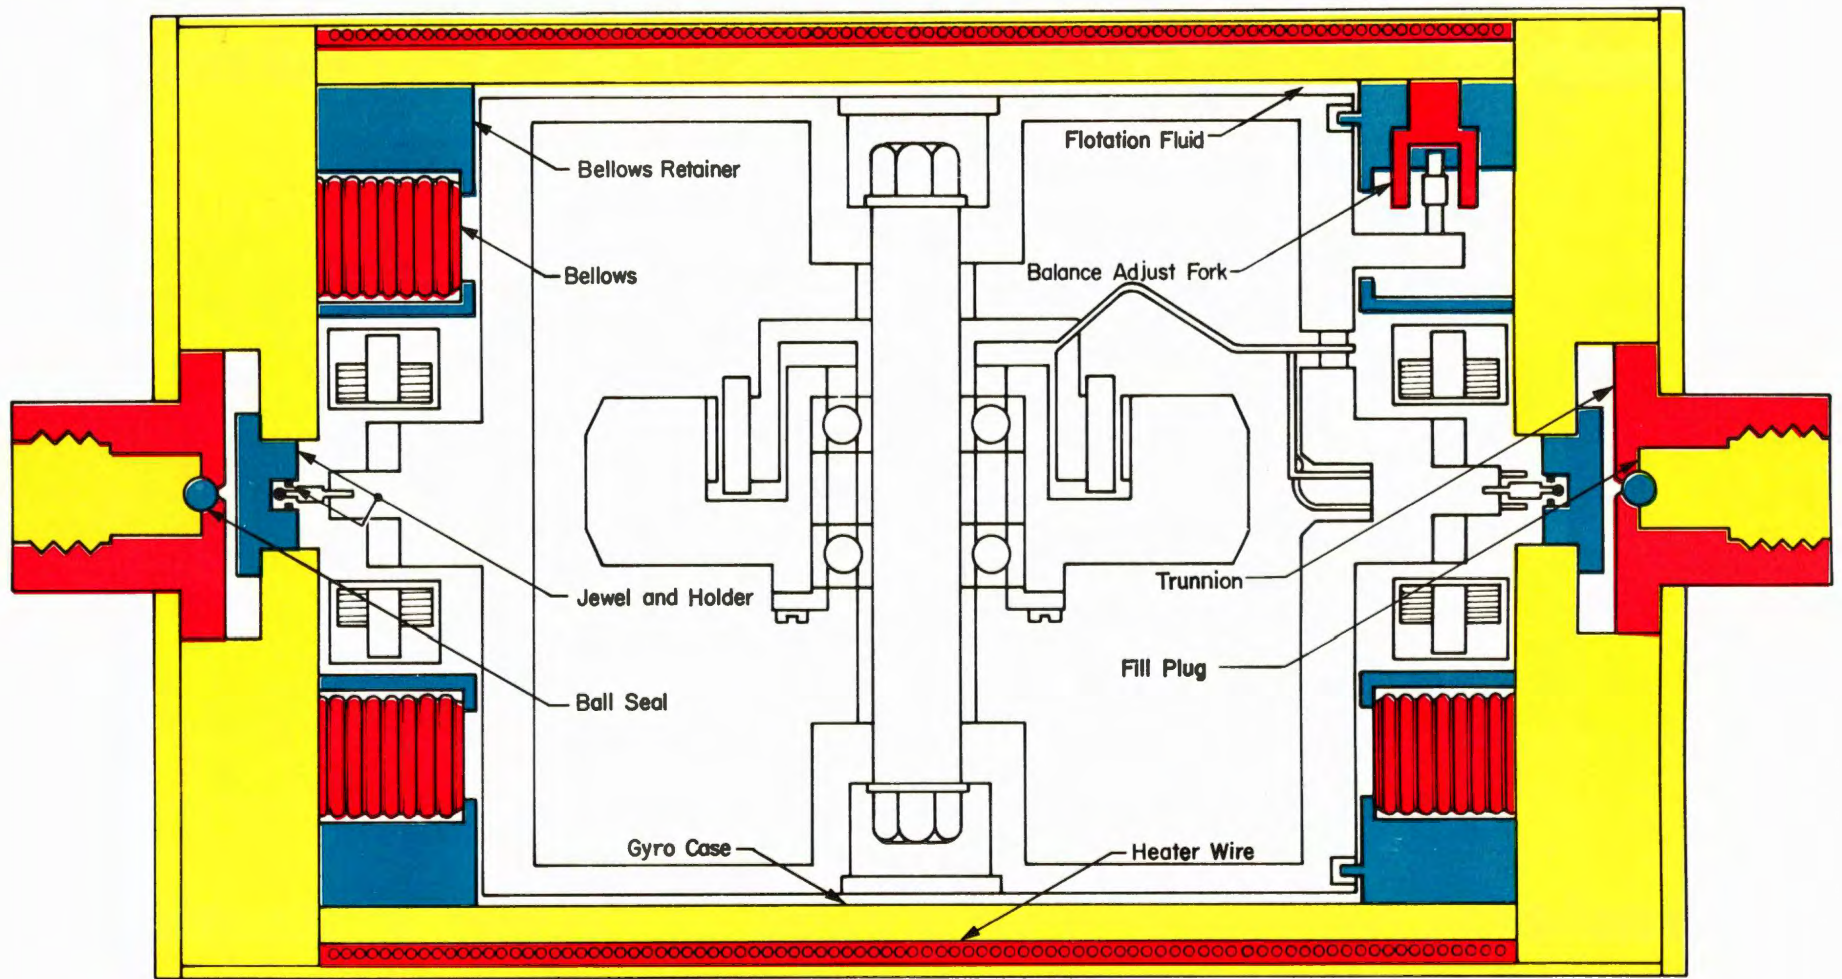 Flotation Fluid
Bellows Retainer
Bellows
Balance Adjust Fork
Jewel and Holder
Trunnion
Fill Plug
Ball Seal
Gyro Case
Heater Wire